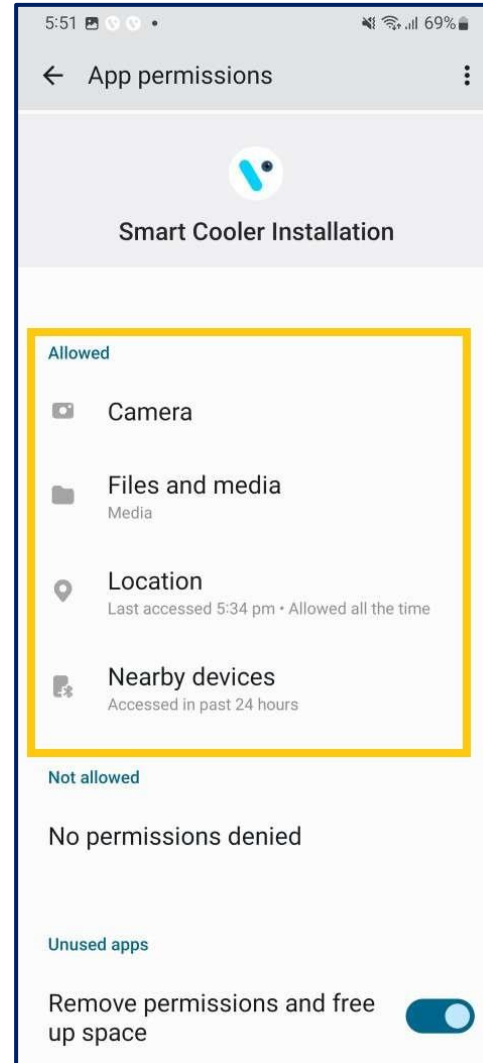 5:51 69%
App permissions
Smart Cooler Installation
Allowed
Camera
Files and media
Media
Location
Last accessed 5:34 pm • Allowed all the time
Nearby devices
Accessed in past 24 hours
Not allowed
No permissions denied
Unused apps
Remove permissions and free
up space